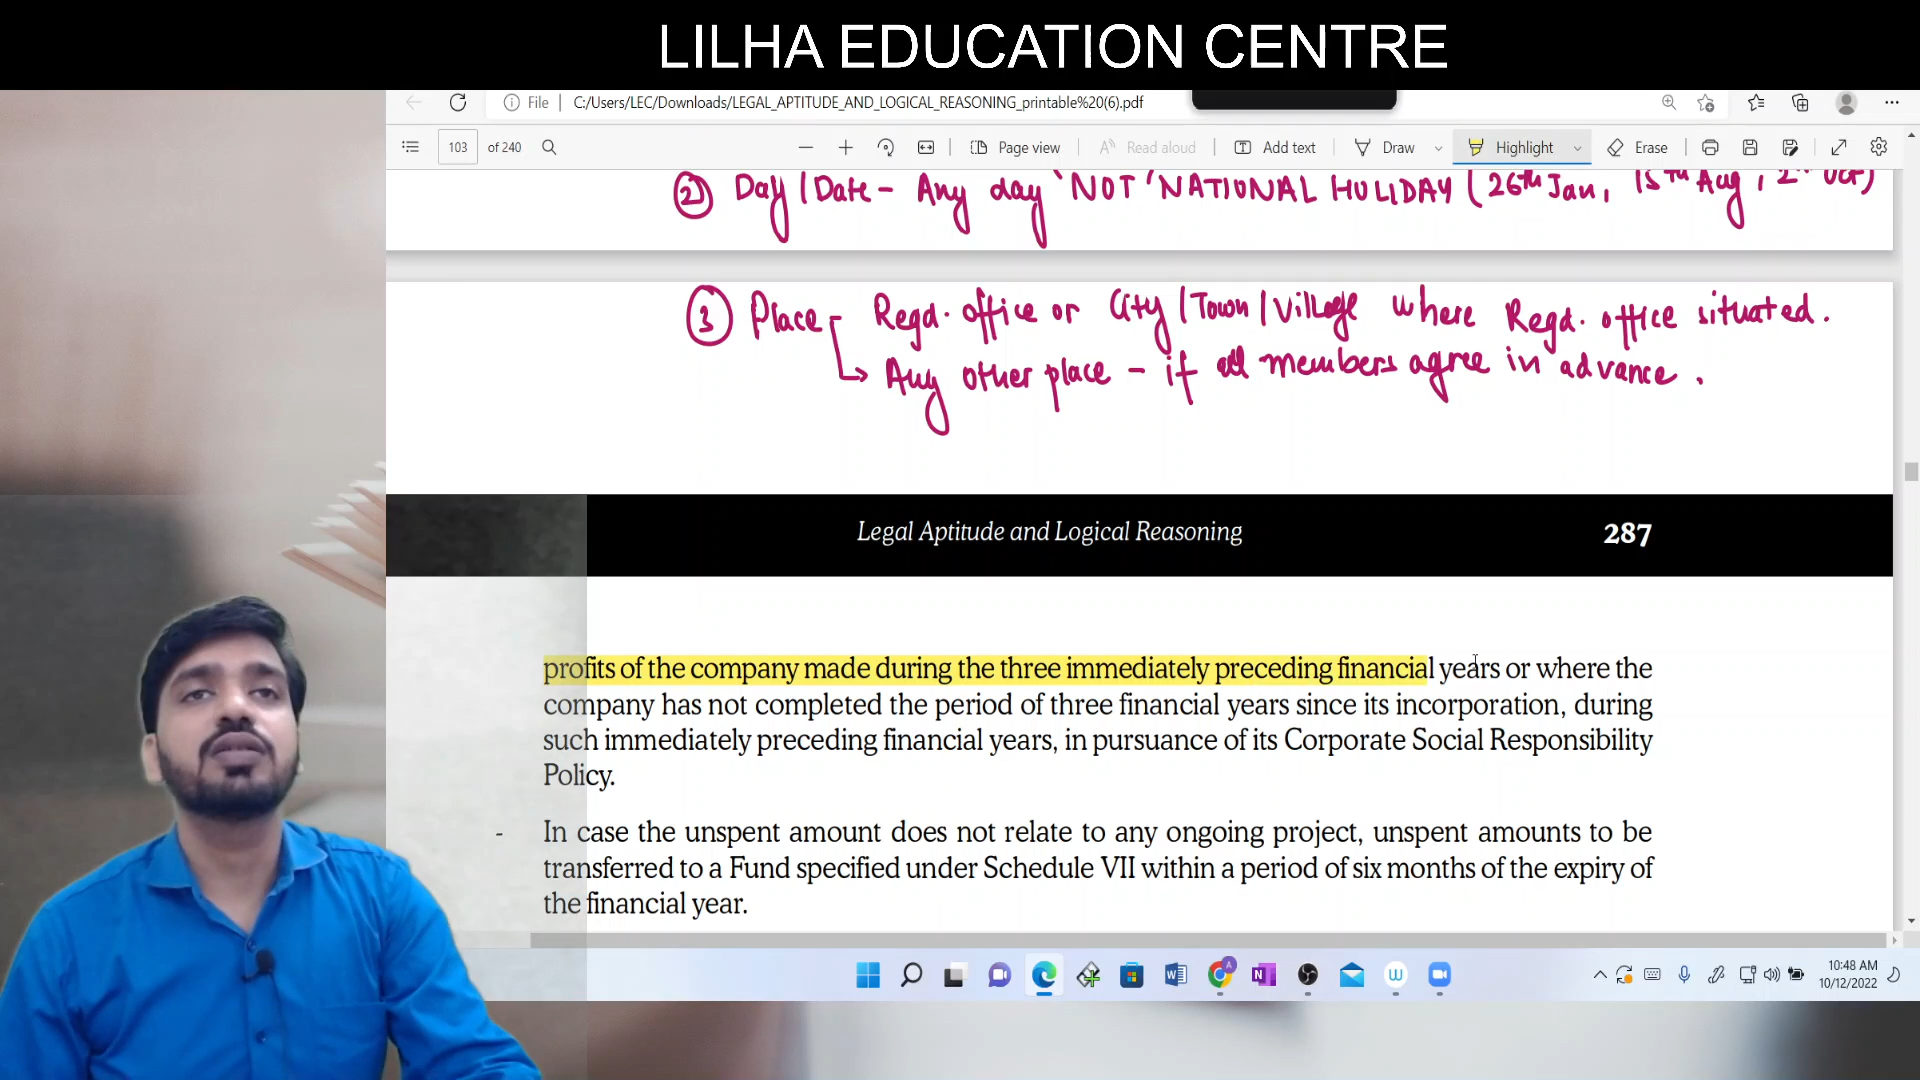 LILHA EDUCATION CENTRE
File | C:/Users/LEC/Downloads/LEGAL_APTITUDE_AND_LOGICAL_REASONING_printable%20(6).pdf
103 of 240 Page view Read aloud Add text Draw Highlight Erase
② Day / Date - Any day 'NOT' NATIONAL HOLIDAY (26th Jan, 15th Aug, 2nd Oct)
③ Place - Regd. office or City / Town / Village where Regd. office situated.
Any other place - if all members agree in advance.
Legal Aptitude and Logical Reasoning 287
profits of the company made during the three immediately preceding financial years or where the
company has not completed the period of three financial years since its incorporation, during
such immediately preceding financial years, in pursuance of its Corporate Social Responsibility
Policy.
- In case the unspent amount does not relate to any ongoing project, unspent amounts to be
transferred to a Fund specified under Schedule VII within a period of six months of the expiry of
the financial year.
10:48 AM
10/12/2022